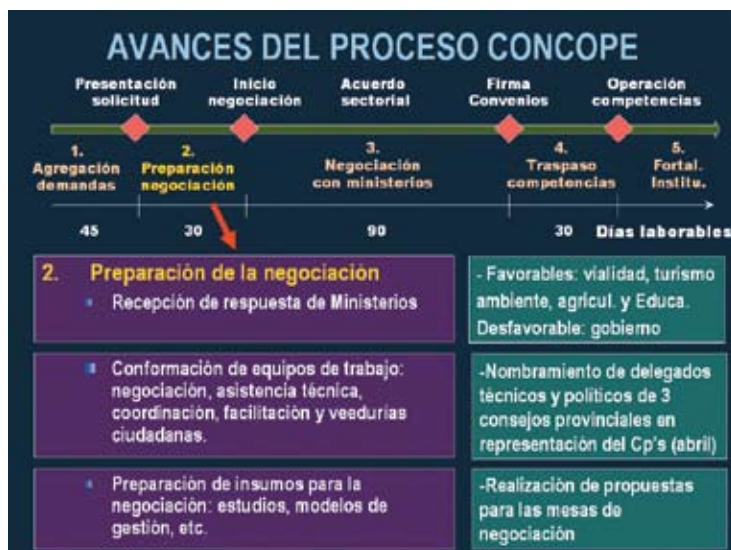 AVANCES DEL PROCESO CONCOPE
Presentación solicitud
Inicio negociación
Acuerdo sectorial
Firma Convenios
Operación competencias
1. Agregación demandas
2. Preparación negociación
3. Negociación con ministerios
4. Traspaso competencias
5. Fortal. Institu.
45
30
90
30
Días laborables
2. Preparación de la negociación
Recepción de respuesta de Ministerios
- Favorables: vialidad, turismo
ambiente, agricul. y Educa.
Desfavorable: gobierno
Conformación de equipos de trabajo:
negociación, asistencia técnica,
coordinación, facilitación y veedurías
ciudadanas.
-Nombramiento de delegados
técnicos y políticos de 3
consejos provinciales en
representación del Cp's (abril)
Preparación de insumos para la
negociación: estudios, modelos de
gestión, etc.
-Realización de propuestas
para las mesas de
negociación